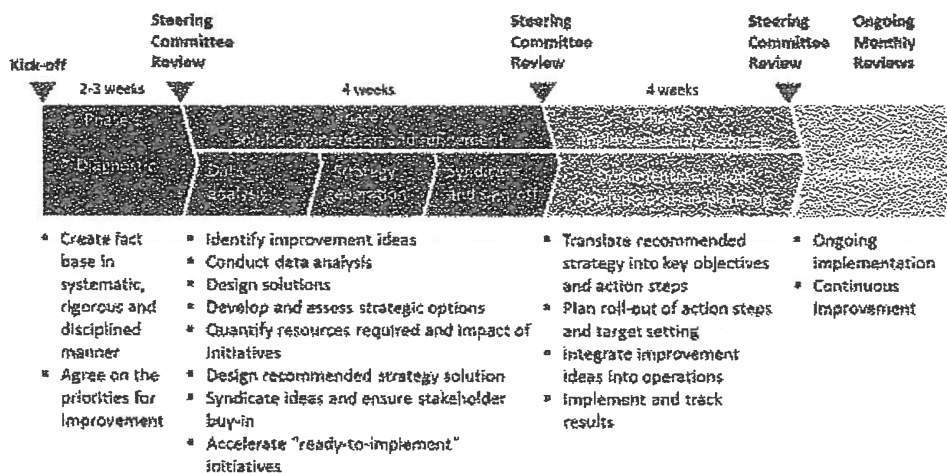 Steering
Committee
Review
Steering
Committee
Review
Steering
Committee
Review
Ongoing
Monthly
Reviews
Kick-off
2-3 weeks
4 weeks
4 weeks
Phase
Diagnostic
Data
Strategy
Syndicate
and sign-off
* Create fact
base in
systematic,
rigorous and
disciplined
manner
* Agree on the
priorities for
improvement
* Identify improvement ideas
* Conduct data analysis
* Design solutions
* Develop and assess strategic options
* Quantify resources required and impact of
initiatives
* Design recommended strategy solution
* Syndicate ideas and ensure stakeholder
buy-in
* Accelerate "ready-to-implement"
initiatives
* Translate recommended
strategy into key objectives
and action steps
* Plan roll-out of action steps
and target setting
* Integrate improvement
ideas into operations
* Implement and track
results
* Ongoing
implementation
* Continuous
Improvement